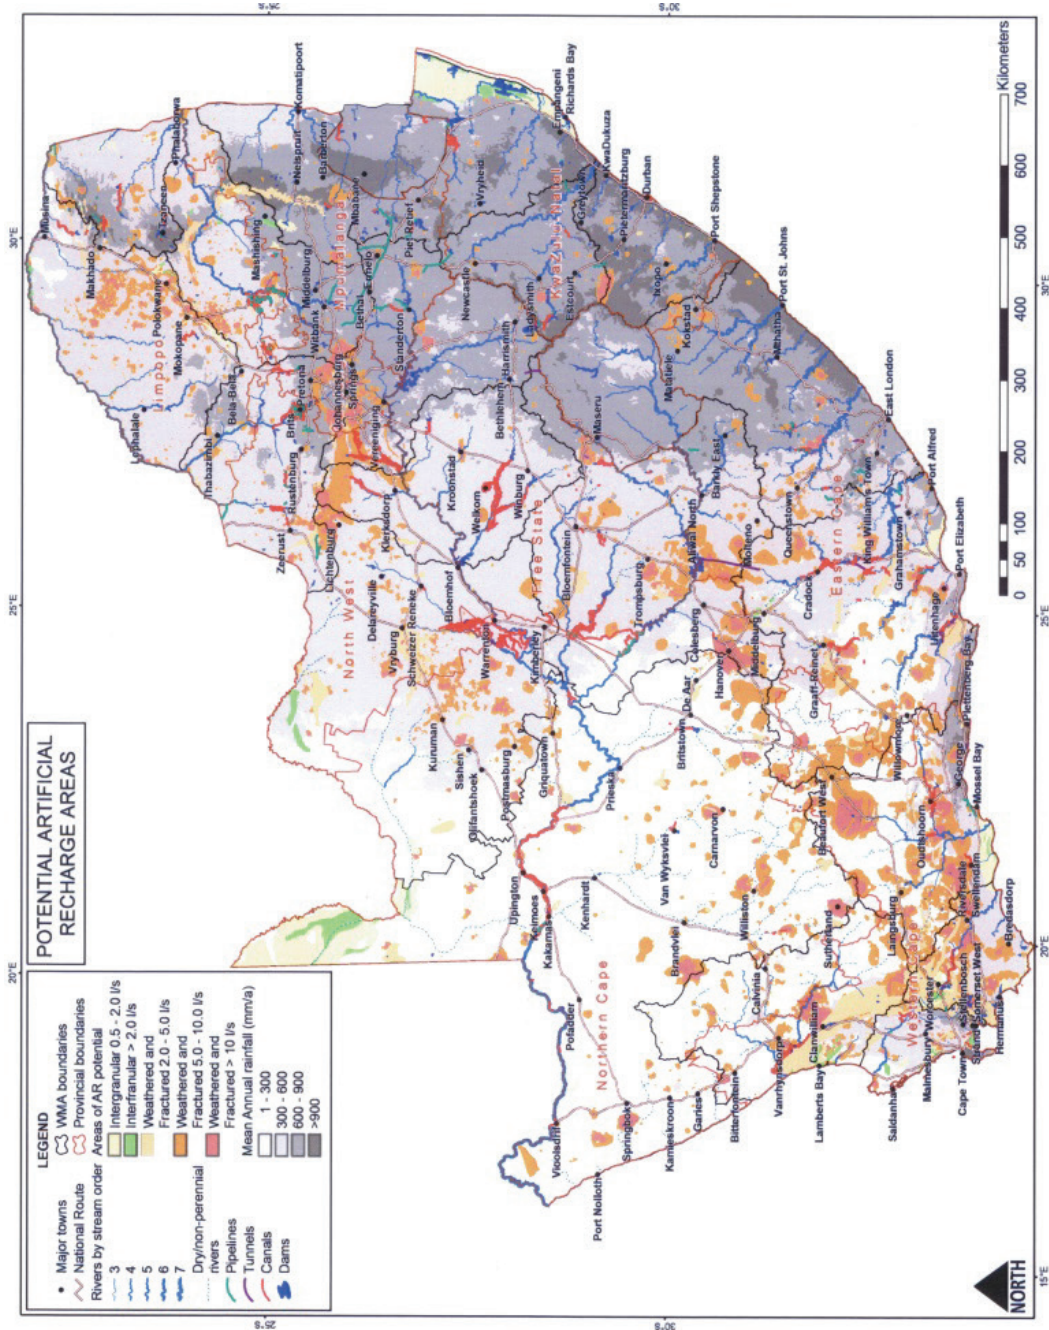 POTENTIAL ARTIFICIAL
RECHARGE AREAS
LEGEND
Major towns
National Route
Rivers by stream order
3
4
5
6
7
Dry/non-perennial
rivers
Pipelines
Tunnels
Canals
Dams
WMA boundaries
Provincial boundaries
Areas of AR potential
Intergranular 0.5 - 2.0 l/s
Interfranular > 2.0 l/s
Weathered and
Fractured 2.0 - 5.0 l/s
Weathered and
Fractured 5.0 - 10.0 l/s
Weathered and
Fractured > 10 l/s
Mean Annual rainfall (mm/a)
1 - 300
300 - 600
600 - 900
>900
15°E
20°E
20°E
25°E
25°E
30°E
30°E
25°S
30°S
30°S
Musina
Makhado
Phalaborwa
Tzaneen
Polokwane
Mokopane
Limpopo
Lephalale
Bela-Bela
Thabazimbi
Mashishing
Nelspruit
Komatipoort
Barberton
Mbabane
Middelburg
Witbank
Mpumalanga
Ermelo
Bethal
Piet Retief
Standerton
Pretoria
Brits
Johannesburg
Springs
Vereeniging
Rustenburg
Zeerust
Lichtenburg
Klerksdorp
North West
Delareyville
Vryburg
Schweizer Reneke
Bloemhof
Kroonstad
Welkom
Winburg
Free State
Bethlehem
Harrismith
Newcastle
Vryheid
Ladysmith
Estcourt
KwaZulu-Natal
Greytown
Empangeni
Richards Bay
KwaDukuza
Pietermaritzburg
Durban
Port Shepstone
Ixopo
Kokstad
Matatiele
Maseru
Port St. Johns
Mthatha
East London
Port Alfred
King William's Town
Grahamstown
Port Elizabeth
Uitenhage
Eastern Cape
Queenstown
Barkly East
Aliwal North
Molteno
Cradock
Middelburg
Graaff-Reinet
Colesberg
Hanover
De Aar
Britstown
Trompsburg
Bloemfontein
Kimberley
Warrenton
Kuruman
Sishen
Olifantshoek
Postmasburg
Griquatown
Prieska
Upington
Keimoes
Kakamas
Kenhardt
Van Wyksvlei
Carnarvon
Brandvlei
Williston
Calvinia
Sutherland
Laingsburg
Beaufort West
Willowmore
Oudtshoorn
George
Plettenberg Bay
Mossel Bay
Riversdale
Swellendam
Bredasdorp
Western Cape
Worcester
Stellenbosch
Somerset West
Strand
Hermanus
Malmesbury
Cape Town
Saldanha
Lamberts Bay
Clanwilliam
Vanrhynsdorp
Bitterfontein
Garies
Kamieskroon
Springbok
Port Nolloth
Vioolsdrif
Pofadder
Northern Cape
NORTH
0 50 100 200 300 400 500 600 700
Kilometers